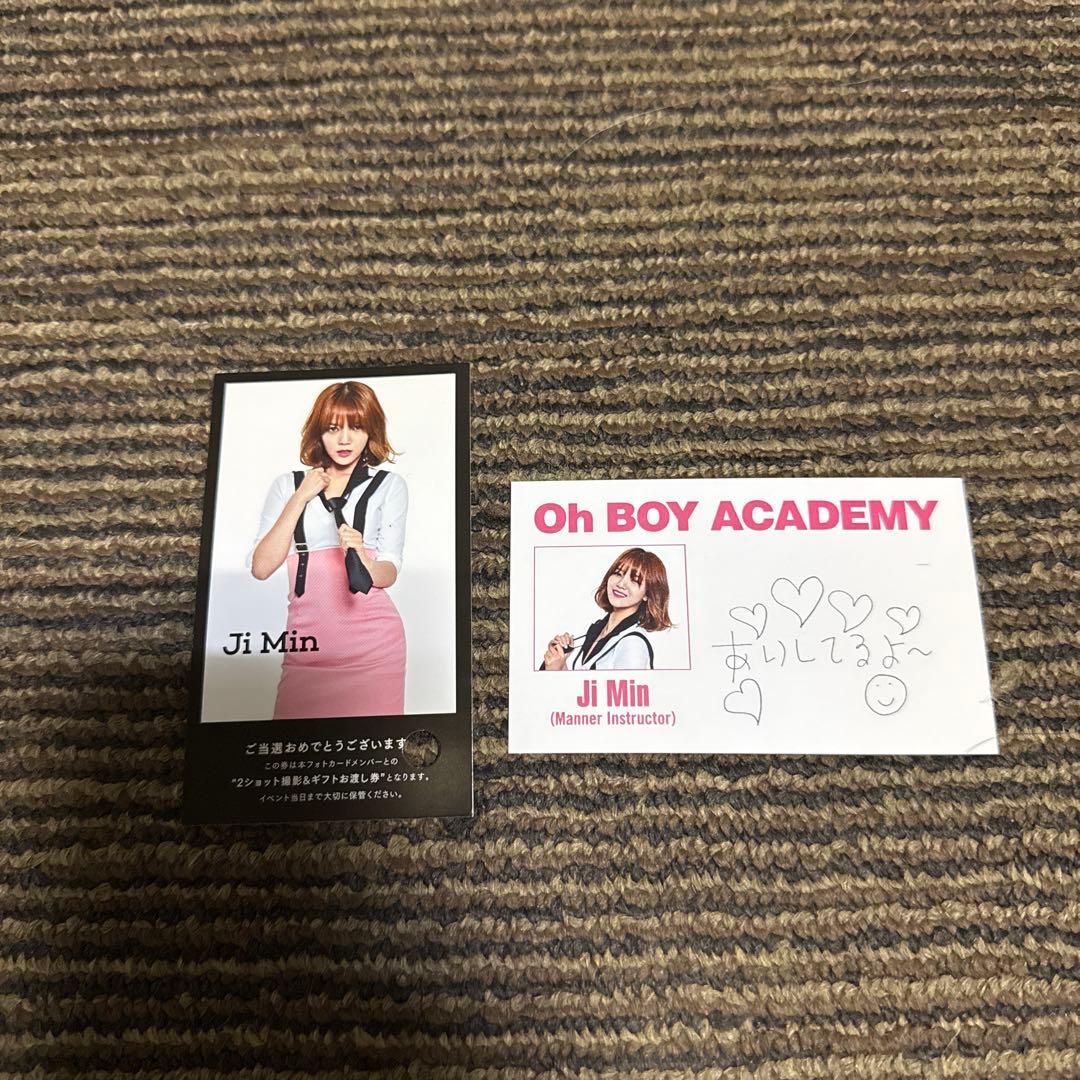 Ji Min
ご当選おめでとうございます
この券は本フォトカードメンバーとの
“2ショット撮影&ギフトお渡し券”となります。
イベント当日まで大切に保管ください。
Oh BOY ACADEMY
Ji Min
(Manner Instructor)
あいしてるよ〜